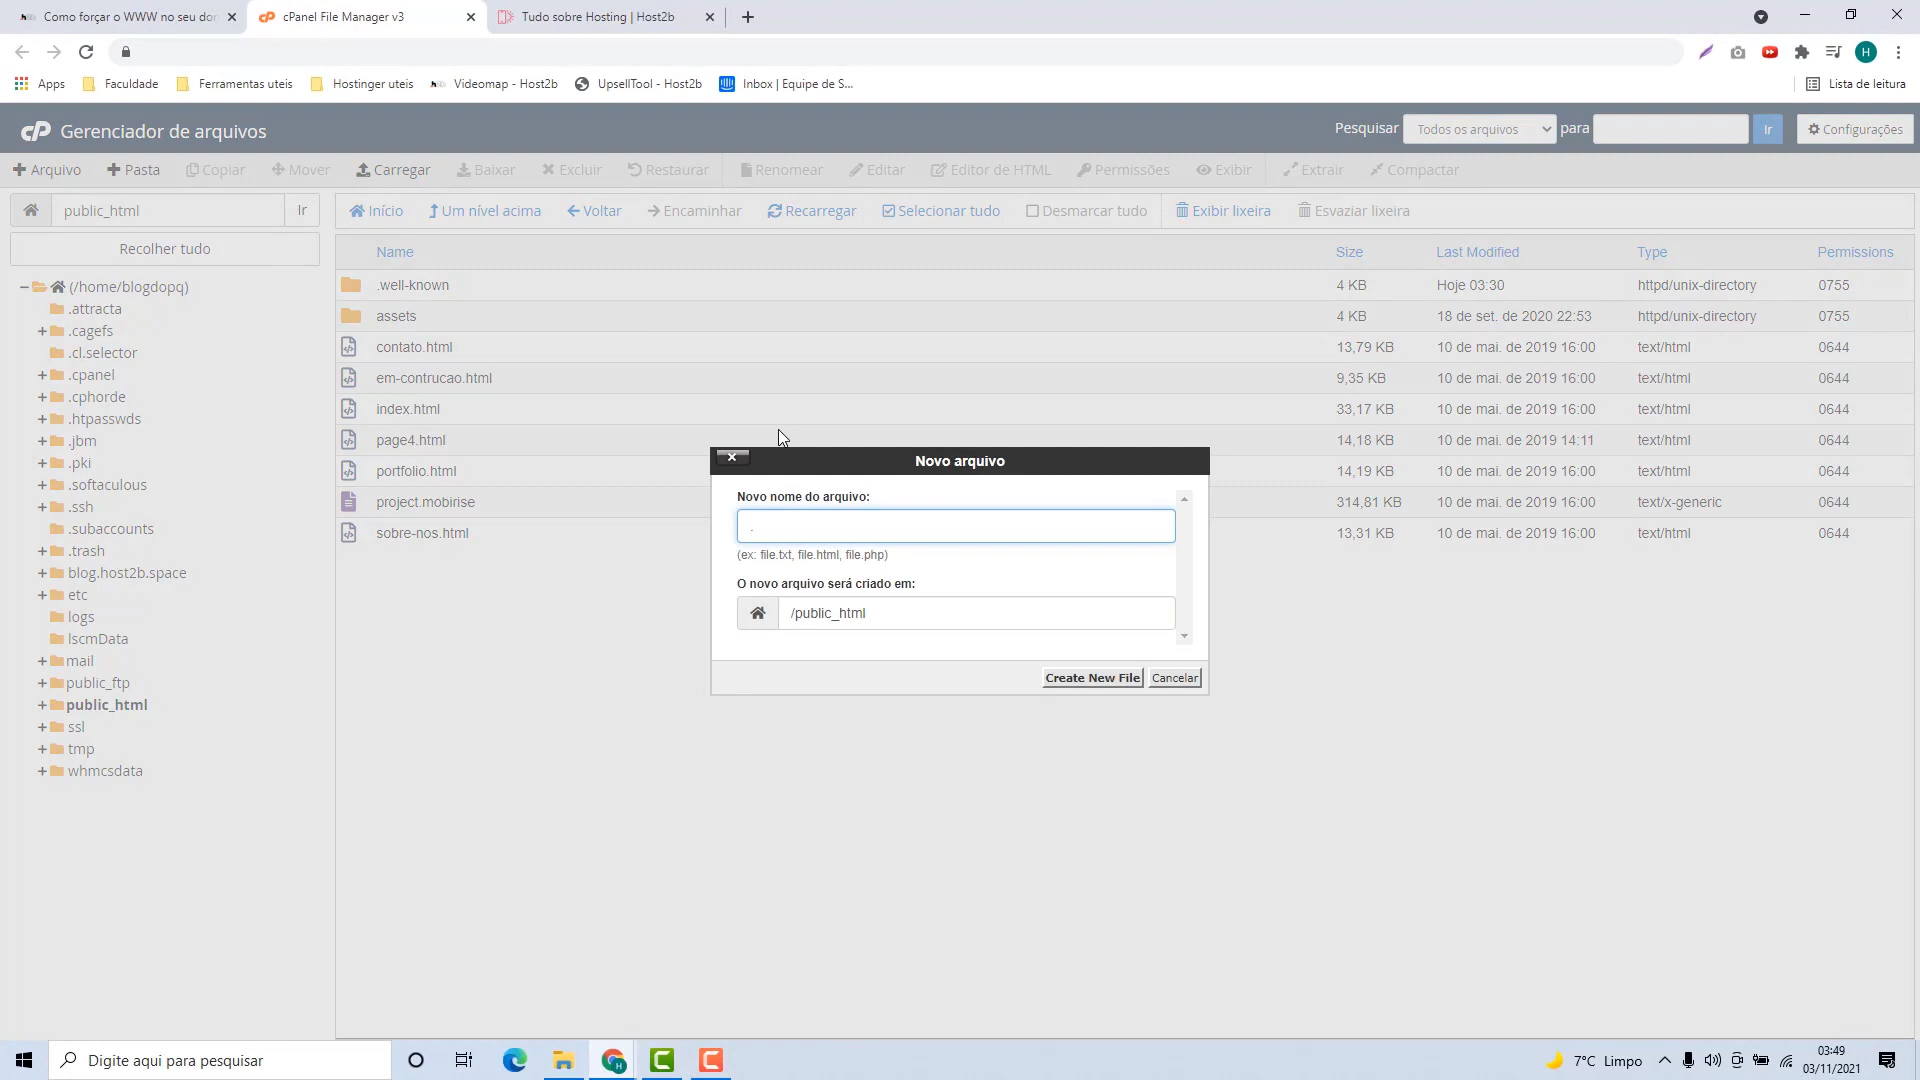 Como forçar o WWW no seu dor
cPanel File Manager v3
Tudo sobre Hosting | Host2b
H
Apps
Faculdade
Ferramentas uteis
Hostinger uteis
Videomap - Host2b
UpsellTool - Host2b
Inbox | Equipe de S...
Lista de leitura
cP Gerenciador de arquivos
Pesquisar
Todos os arquivos
para
Ir
Configurações
Arquivo
Pasta
Copiar
Mover
Carregar
Baixar
Excluir
Restaurar
Renomear
Editar
Editor de HTML
Permissões
Exibir
Extrair
Compactar
public_html
Ir
Início
Um nível acima
Voltar
Encaminhar
Recarregar
Selecionar tudo
Desmarcar tudo
Exibir lixeira
Esvaziar lixeira
Recolher tudo
(/home/blogdopq)
.attracta
.cagefs
.cl.selector
.cpanel
.cphorde
.htpasswds
.jbm
.pki
.softaculous
.ssh
.subaccounts
.trash
blog.host2b.space
etc
logs
lscmData
mail
public_ftp
public_html
ssl
tmp
whmcsdata
Name Size Last Modified Type Permissions
.well-known 4 KB Hoje 03:30 httpd/unix-directory 0755
assets 4 KB 18 de set. de 2020 22:53 httpd/unix-directory 0755
contato.html 13,79 KB 10 de mai. de 2019 16:00 text/html 0644
em-contrucao.html 9,35 KB 10 de mai. de 2019 16:00 text/html 0644
index.html 33,17 KB 10 de mai. de 2019 16:00 text/html 0644
page4.html 14,18 KB 10 de mai. de 2019 14:11 text/html 0644
portfolio.html 14,19 KB 10 de mai. de 2019 16:00 text/html 0644
project.mobirise 314,81 KB 10 de mai. de 2019 16:00 text/x-generic 0644
sobre-nos.html 13,31 KB 10 de mai. de 2019 16:00 text/html 0644
Novo arquivo
Novo nome do arquivo:
.
(ex: file.txt, file.html, file.php)
O novo arquivo será criado em:
/public_html
Create New File
Cancelar
Digite aqui para pesquisar
7°C Limpo
03:49
03/11/2021